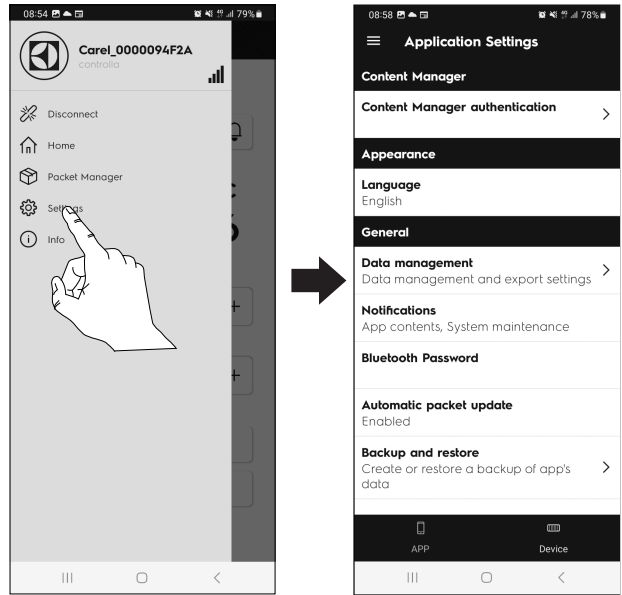 08:54 79%
Carel_0000094F2A
controlla
Disconnect
Home
Packet Manager
Settings
Info
08:58 78%
Application Settings
Content Manager
Content Manager authentication
Appearance
Language
English
General
Data management
Data management and export settings
Notifications
App contents, System maintenance
Bluetooth Password
Automatic packet update
Enabled
Backup and restore
Create or restore a backup of app's
data
APP Device